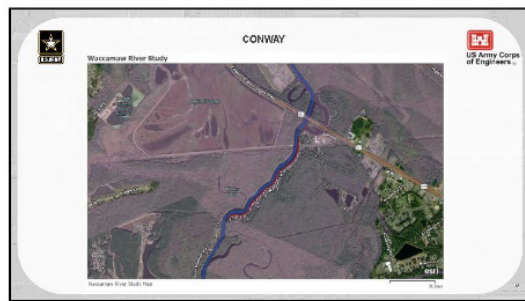 CONWAY
U.S. ARMY
US Army Corps
of Engineers
Waccamaw River Study
esri
Waccamaw River Study Map